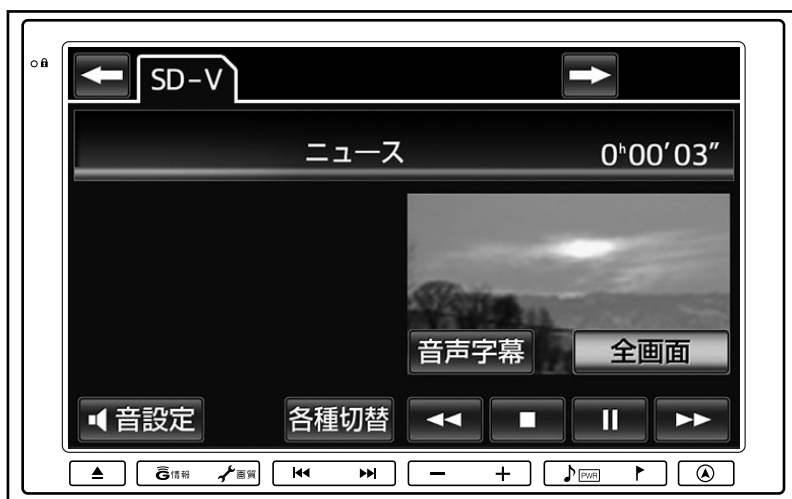 SD-V
ニュース 0h00′03″
音声字幕 全画面
音設定 各種切替
G情報 画質 PWR